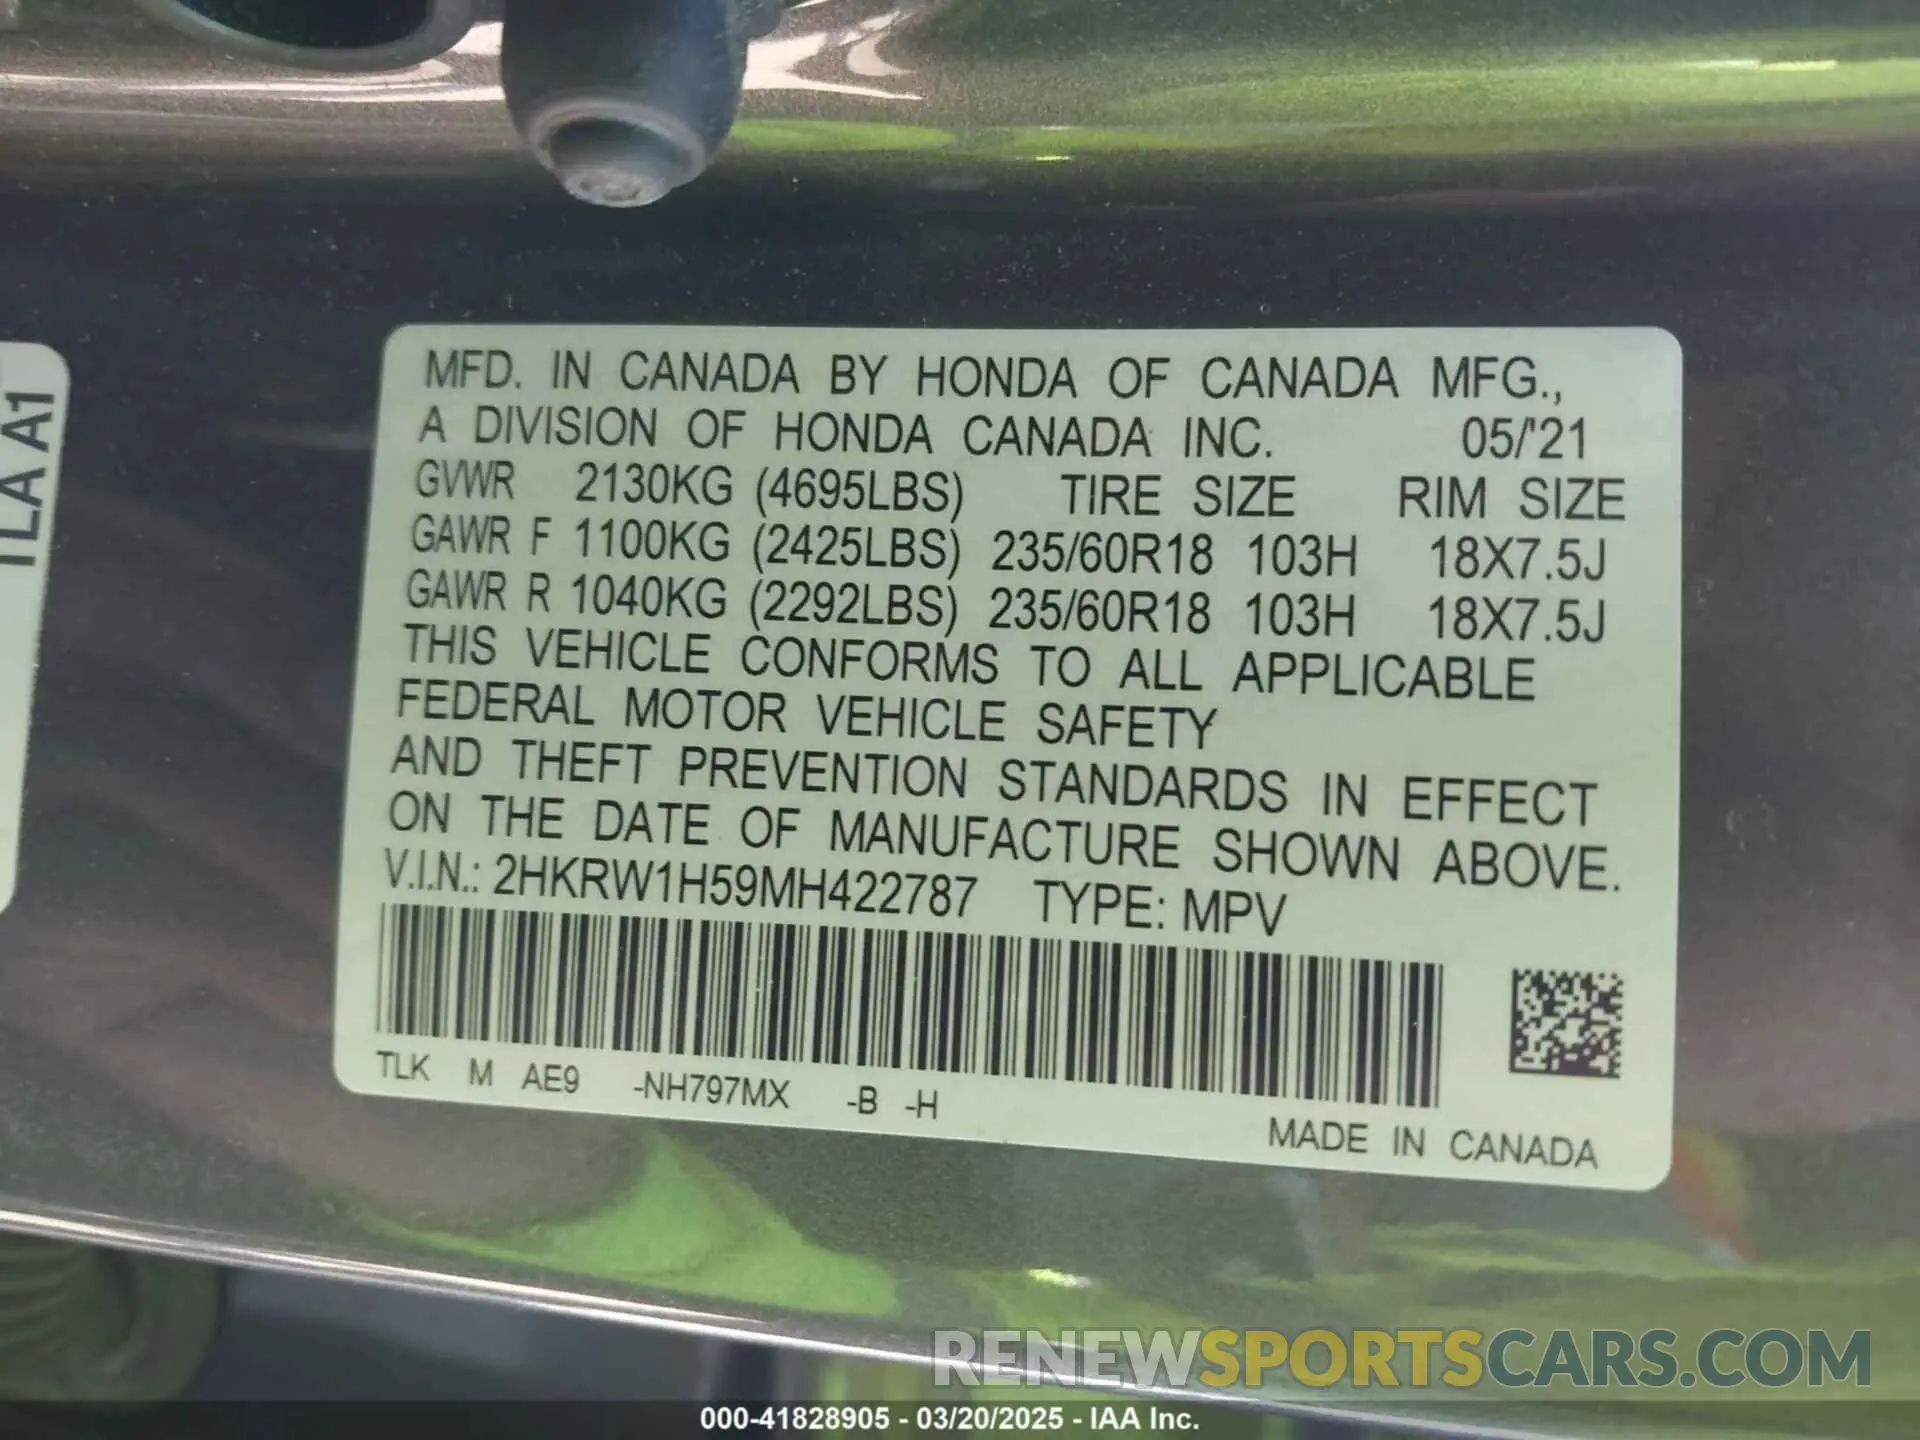 TLA A1
MFD. IN CANADA BY HONDA OF CANADA MFG.,
A DIVISION OF HONDA CANADA INC. 05/'21
GVWR 2130KG (4695LBS) TIRE SIZE RIM SIZE
GAWR F 1100KG (2425LBS) 235/60R18 103H 18X7.5J
GAWR R 1040KG (2292LBS) 235/60R18 103H 18X7.5J
THIS VEHICLE CONFORMS TO ALL APPLICABLE
FEDERAL MOTOR VEHICLE SAFETY
AND THEFT PREVENTION STANDARDS IN EFFECT
ON THE DATE OF MANUFACTURE SHOWN ABOVE.
V.I.N.: 2HKRW1H59MH422787 TYPE: MPV
TLK M AE9 -NH797MX -B -H
MADE IN CANADA
RENEWSPORTSCARS.COM
000-41828905 - 03/20/2025 - IAA Inc.